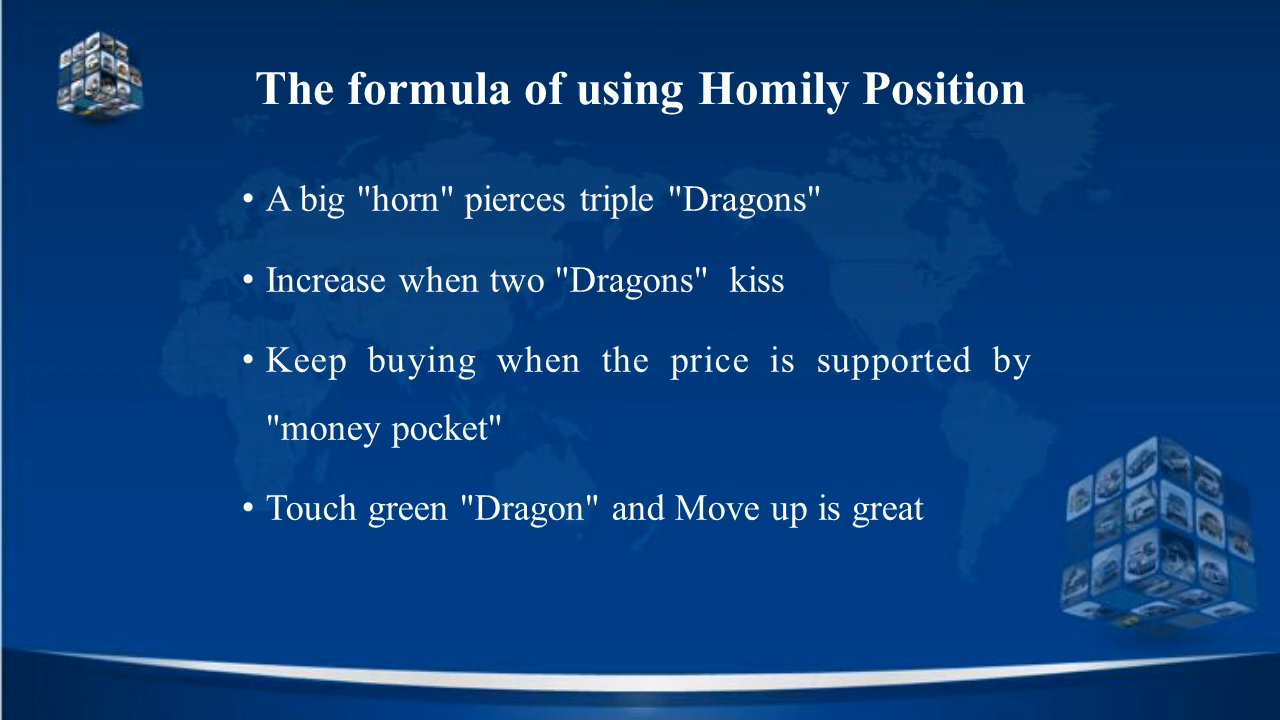 The formula of using Homily Position
• A big "horn" pierces triple "Dragons"
• Increase when two "Dragons" kiss
• Keep buying when the price is supported by
"money pocket"
• Touch green "Dragon" and Move up is great